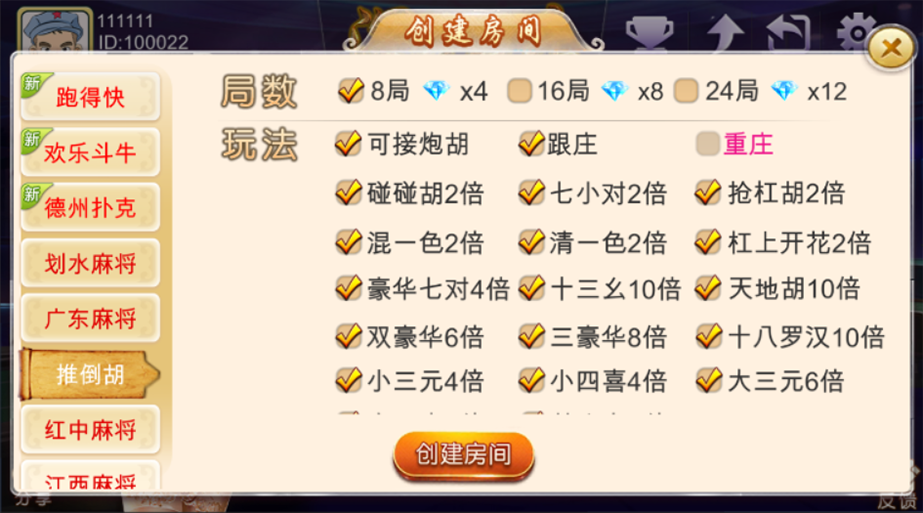 111111
ID:100022
创建房间
新
跑得快
新
欢乐斗牛
新
德州扑克
划水麻将
广东麻将
推倒胡
红中麻将
江西麻将
局数 8局 x4 16局 x8 24局 x12
玩法 可接炮胡 跟庄 重庄
碰碰胡2倍 七小对2倍 抢杠胡2倍
混一色2倍 清一色2倍 杠上开花2倍
豪华七对4倍 十三幺10倍 天地胡10倍
双豪华6倍 三豪华8倍 十八罗汉10倍
小三元4倍 小四喜4倍 大三元6倍
创建房间
分享
反馈